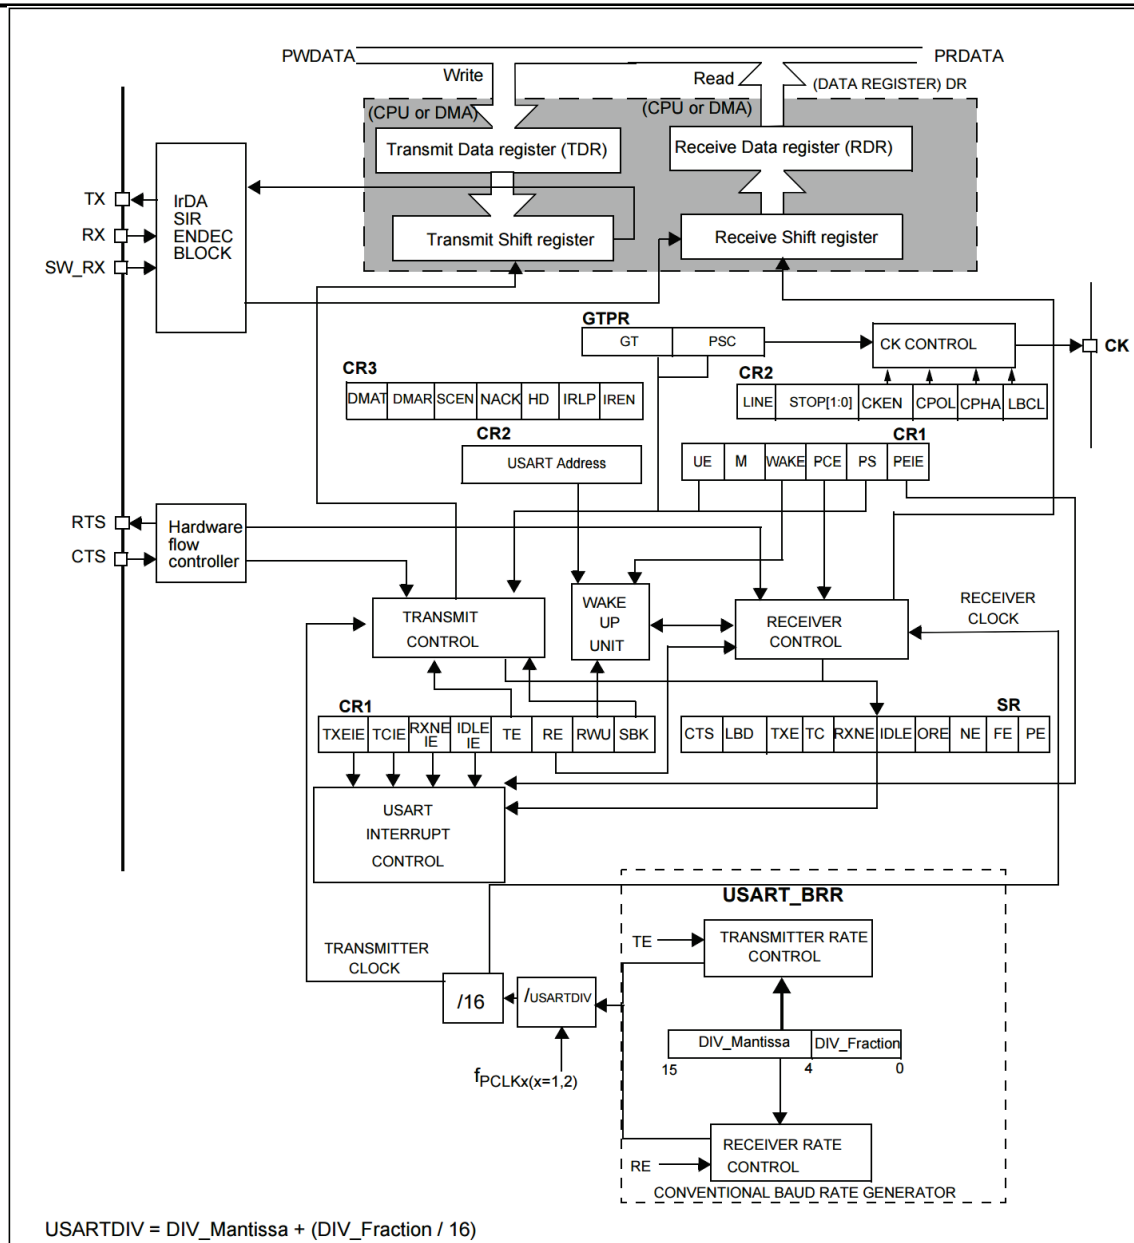 PWDATA
PRDATA
Write
Read
(DATA REGISTER) DR
(CPU or DMA)
(CPU or DMA)
Transmit Data register (TDR)
Receive Data register (RDR)
TX
RX
SW_RX
IrDA
SIR
ENDEC
BLOCK
Transmit Shift register
Receive Shift register
GTPR
GT
PSC
CK CONTROL
CK
CR3
DMAT DMAR SCEN NACK HD IRLP IREN
CR2
LINE STOP[1:0] CKEN CPOL CPHA LBCL
CR2
USART Address
CR1
UE M WAKE PCE PS PEIE
RTS
CTS
Hardware
flow
controller
TRANSMIT
CONTROL
WAKE
UP
UNIT
RECEIVER
CONTROL
RECEIVER
CLOCK
CR1
TXEIE TCIE RXNE IE IDLE IE TE RE RWU SBK
SR
CTS LBD TXE TC RXNE IDLE ORE NE FE PE
USART
INTERRUPT
CONTROL
USART_BRR
TE
TRANSMITTER RATE
CONTROL
TRANSMITTER
CLOCK
/16
/USARTDIV
fPCLKx(x=1,2)
DIV_Mantissa DIV_Fraction
15 4 0
RE
RECEIVER RATE
CONTROL
CONVENTIONAL BAUD RATE GENERATOR
USARTDIV = DIV_Mantissa + (DIV_Fraction / 16)